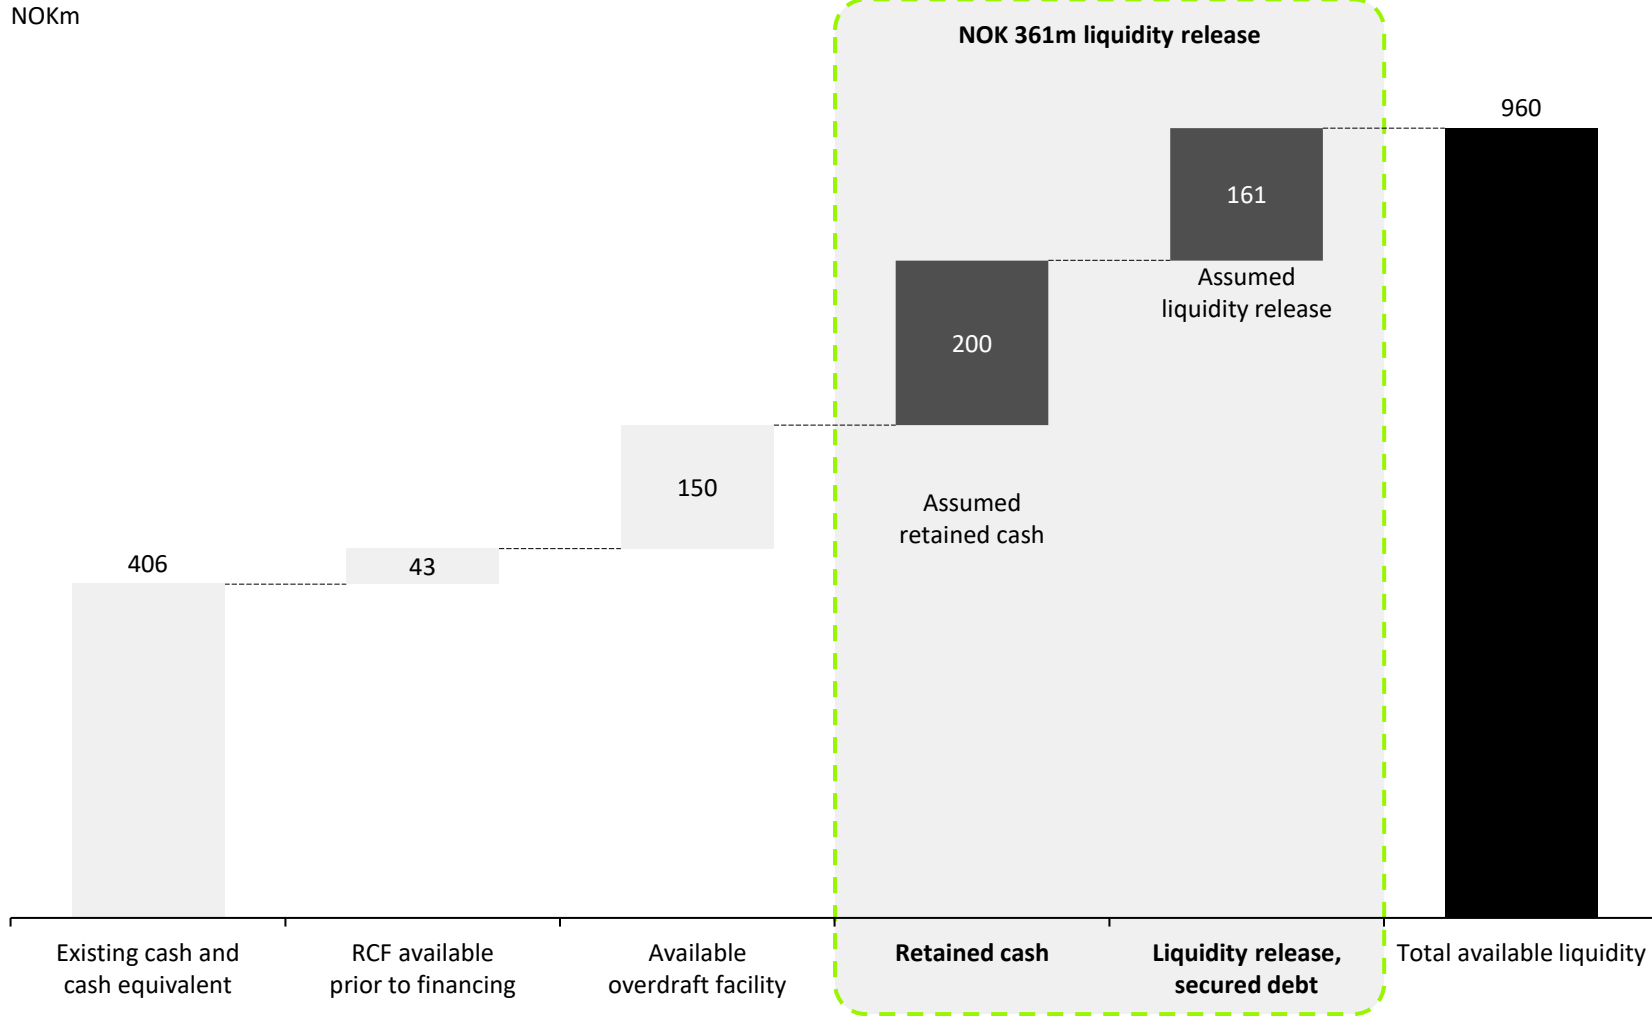 NOKm
NOK 361m liquidity release
960
161
Assumed
liquidity release
200
Assumed
retained cash
150
43
406
Existing cash and
cash equivalent
RCF available
prior to financing
Available
overdraft facility
Retained cash
Liquidity release,
secured debt
Total available liquidity